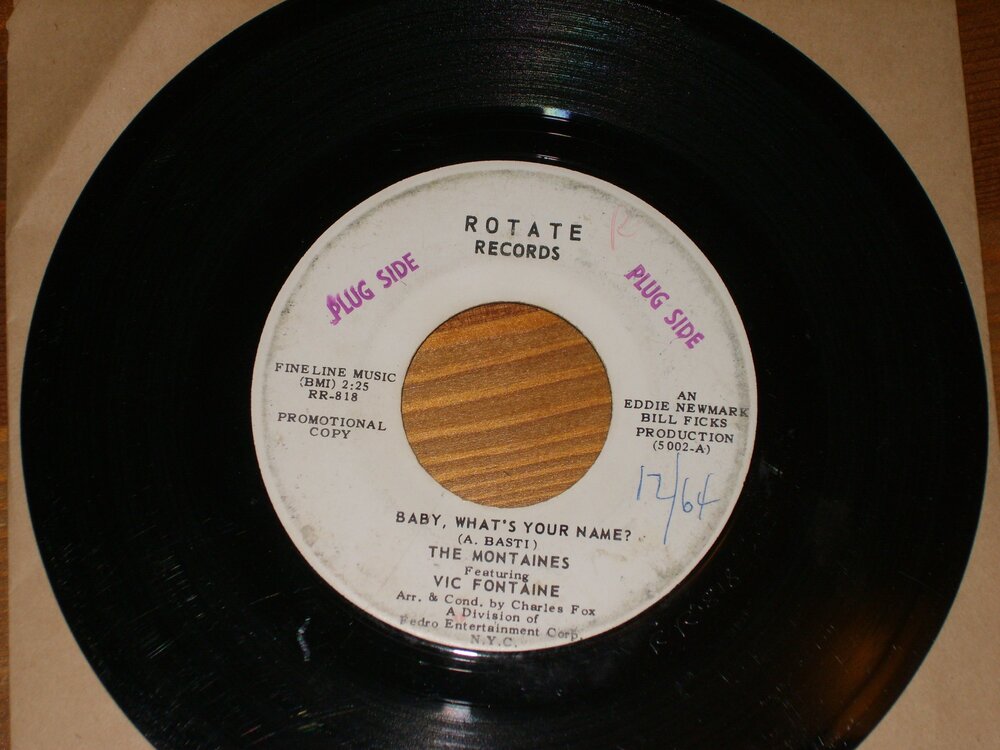 ROTATE
RECORDS
R
PLUG SIDE
PLUG SIDE
FINELINE MUSIC
(BMI) 2:25
RR-818
PROMOTIONAL
COPY
AN
EDDIE NEWMARK
BILL FICKS
PRODUCTION
(5002-A)
12/64
BABY, WHAT'S YOUR NAME?
(A. BASTI)
THE MONTAINES
Featuring
VIC FONTAINE
Arr. & Cond. by Charles Fox
A Division of
Fedro Entertainment Corp.
N.Y.C.